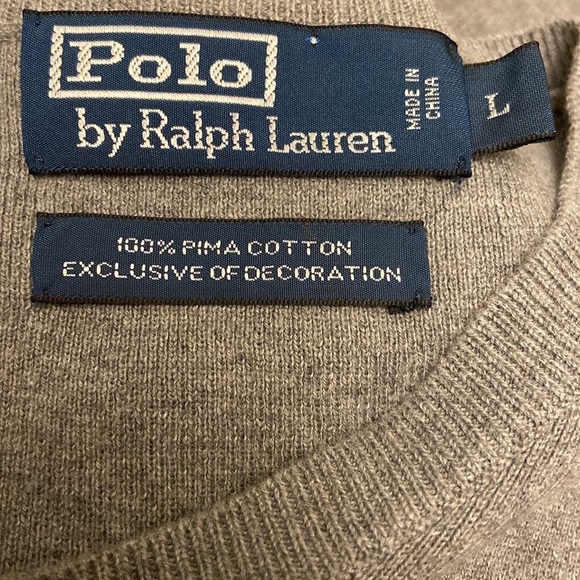 Polo
by Ralph Lauren
MADE IN
CHINA
L
100% PIMA COTTON
EXCLUSIVE OF DECORATION